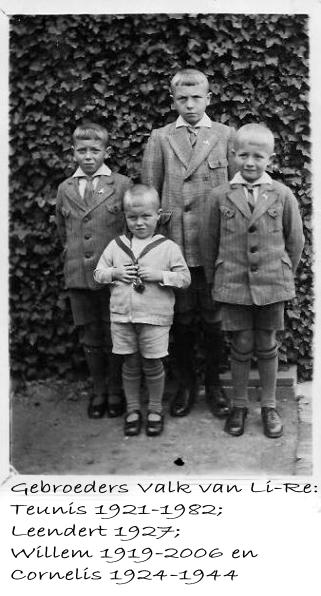 Gebroeders Valk van Li-Re:
Teunis 1921-1982;
Leendert 1927;
Willem 1919-2006 en
Cornelis 1924-1944